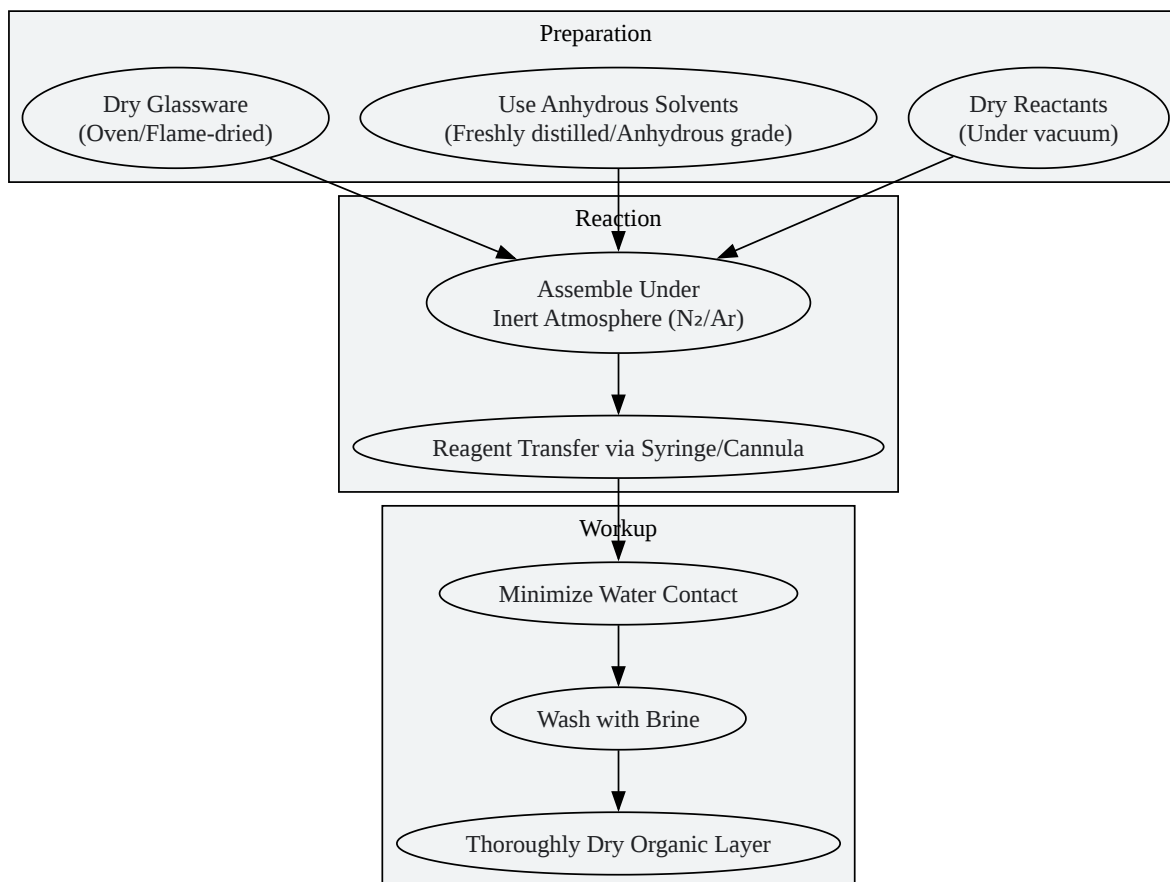 Preparation
Dry Glassware
(Oven/Flame-dried)
Use Anhydrous Solvents
(Freshly distilled/Anhydrous grade)
Dry Reactants
(Under vacuum)
Reaction
Assemble Under
Inert Atmosphere (N₂/Ar)
Reagent Transfer via Syringe/Cannula
Workup
Minimize Water Contact
Wash with Brine
Thoroughly Dry Organic Layer